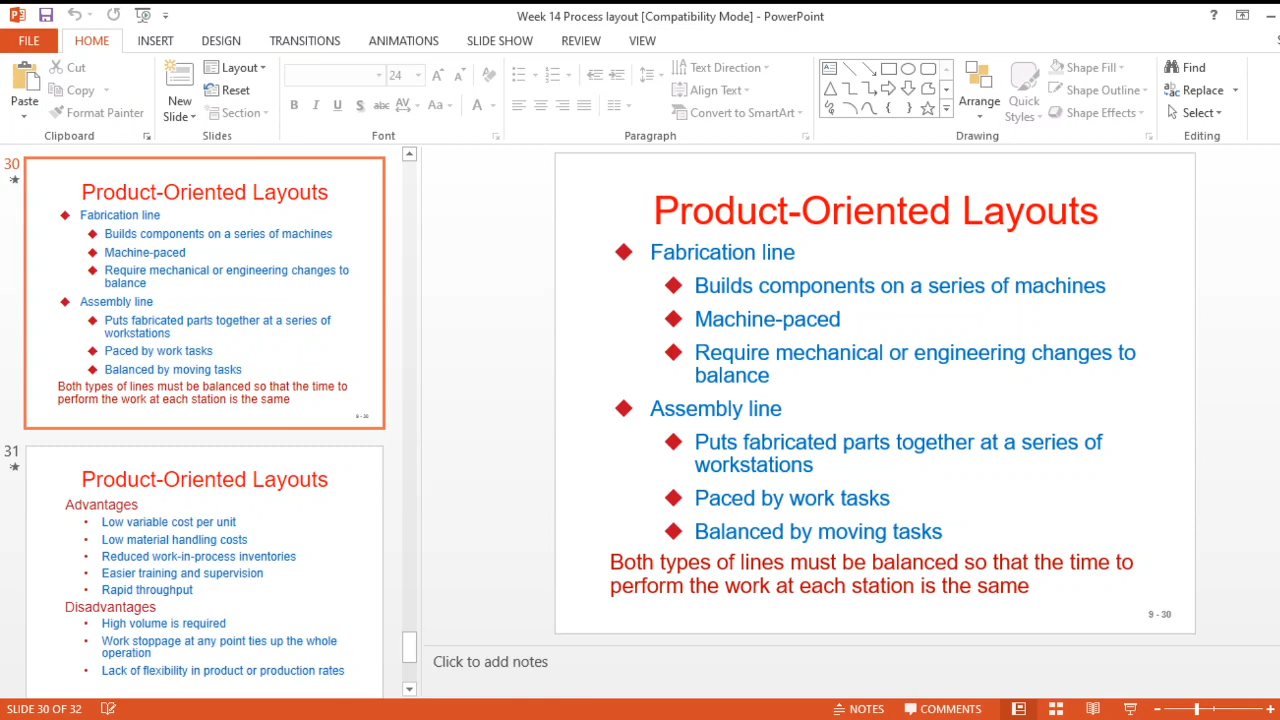 Week 14 Process layout [Compatibility Mode] - PowerPoint
?
FILE HOME INSERT DESIGN TRANSITIONS ANIMATIONS SLIDE SHOW REVIEW VIEW
Paste
Cut
Copy
Format Painter
Clipboard
New
Slide
Layout
Reset
Section
Slides
24
B I U S abc AV Aa A
Font
Text Direction
Align Text
Convert to SmartArt
Paragraph
Arrange
Quick
Styles
Shape Fill
Shape Outline
Shape Effects
Drawing
Find
Replace
Select
Editing
30
Product-Oriented Layouts
Fabrication line
Builds components on a series of machines
Machine-paced
Require mechanical or engineering changes to
balance
Assembly line
Puts fabricated parts together at a series of
workstations
Paced by work tasks
Balanced by moving tasks
Both types of lines must be balanced so that the time to
perform the work at each station is the same
9 - 30
31
Product-Oriented Layouts
Advantages
• Low variable cost per unit
• Low material handling costs
• Reduced work-in-process inventories
• Easier training and supervision
• Rapid throughput
Disadvantages
• High volume is required
• Work stoppage at any point ties up the whole
operation
• Lack of flexibility in product or production rates
Product-Oriented Layouts
Fabrication line
Builds components on a series of machines
Machine-paced
Require mechanical or engineering changes to
balance
Assembly line
Puts fabricated parts together at a series of
workstations
Paced by work tasks
Balanced by moving tasks
Both types of lines must be balanced so that the time to
perform the work at each station is the same
9 - 30
Click to add notes
SLIDE 30 OF 32
NOTES COMMENTS